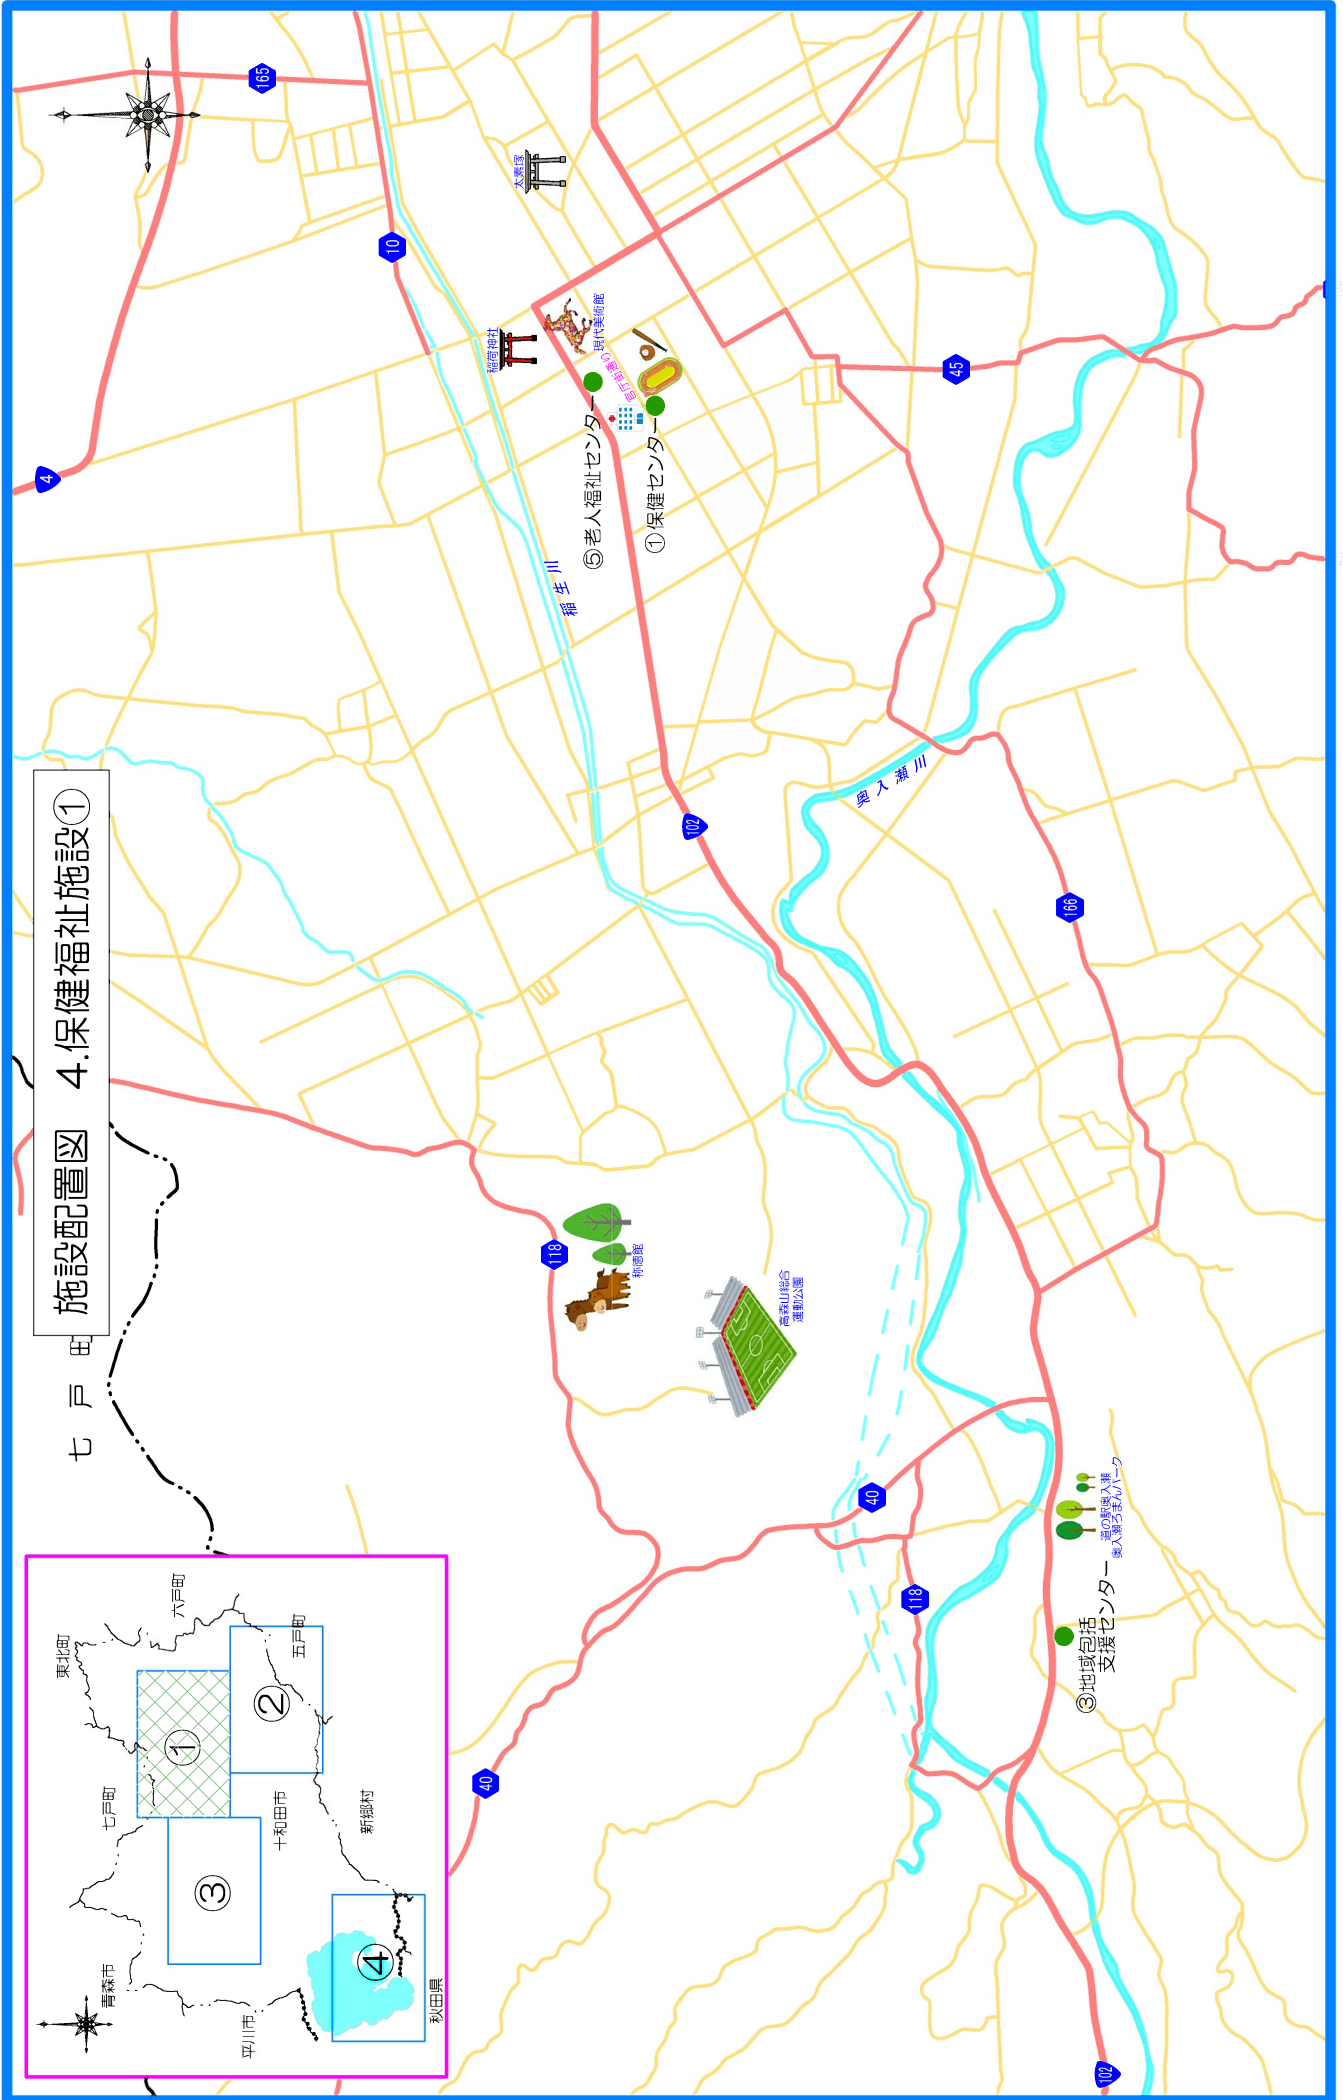 施設配置図　4.保健福祉施設①
七戸町
東北町
六戸町
七戸町
五戸町
青森市
十和田市
新郷村
平川市
秋田県
①
②
③
④
4
165
10
太素塚
稲荷神社
現代美術館
官庁街通り
⑤老人福祉センター
①保健センター
稲生川
45
102
奥入瀬川
166
118
称徳館
高森山総合
運動公園
40
40
118
道の駅奥入瀬
奥入瀬ろまんパーク
③地域包括
支援センター
102